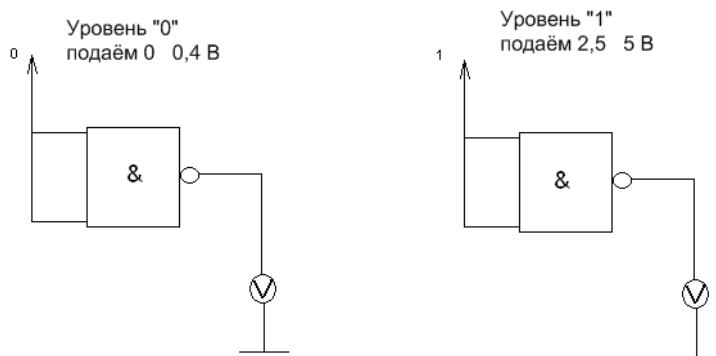 Уровень "0"
подаём 0 0,4 В
0
&
V
Уровень "1"
подаём 2,5 5 В
1
&
V